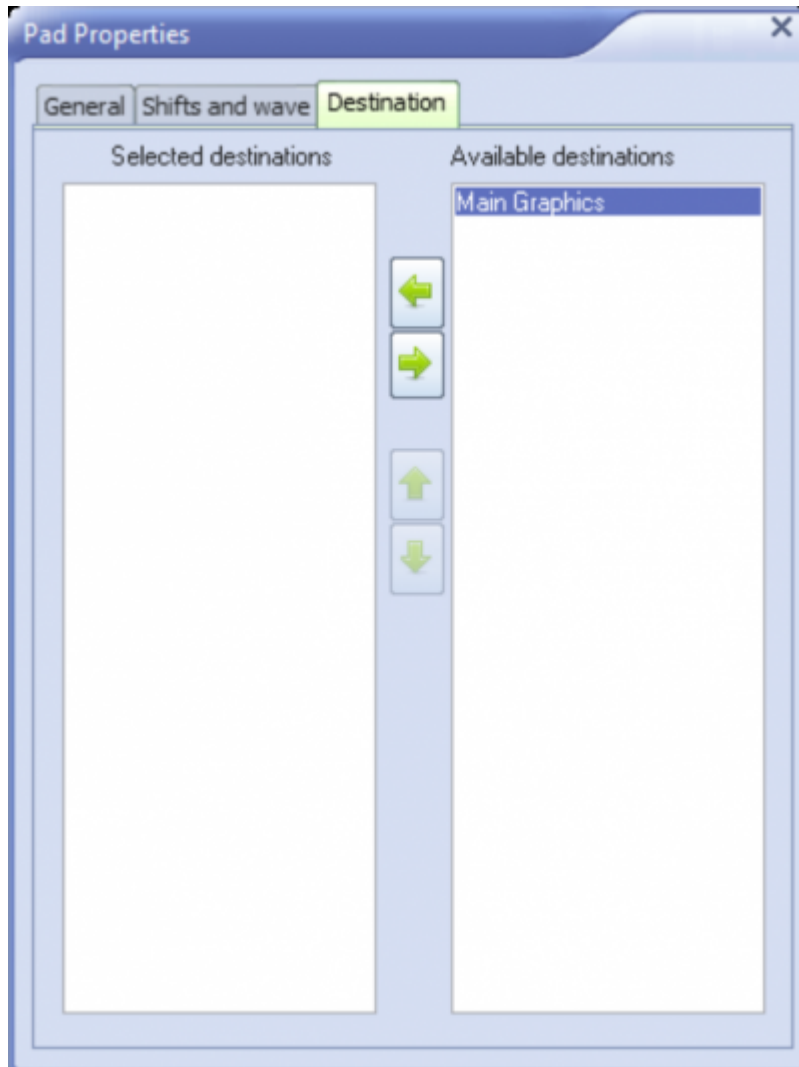 Pad Properties
General Shifts and wave Destination
Selected destinations Available destinations
Main Graphics